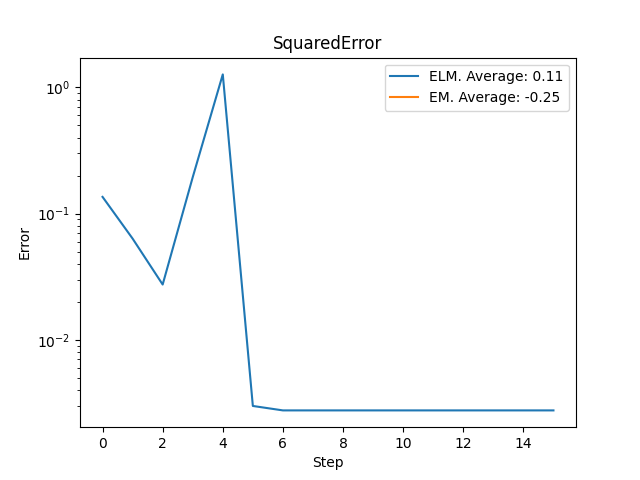 SquaredError
ELM. Average: 0.11
EM. Average: -0.25
10⁰
10⁻¹
10⁻²
Error
0 2 4 6 8 10 12 14
Step